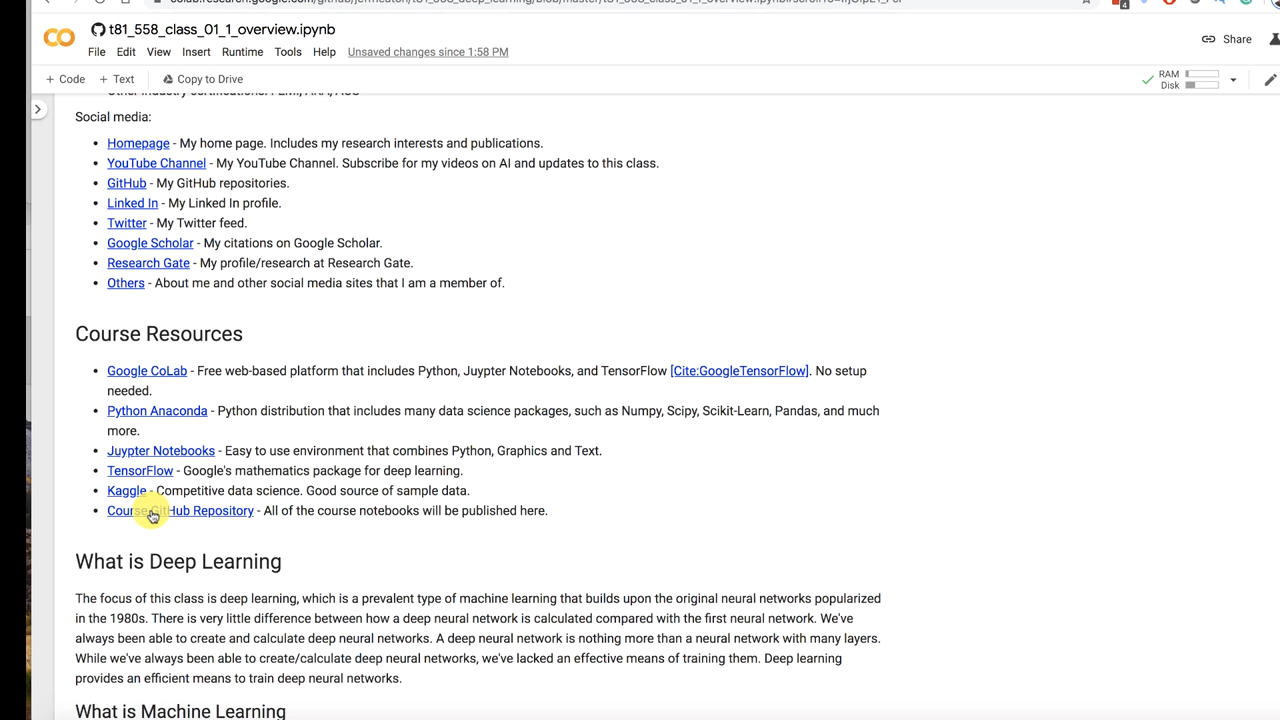 t81_558_class_01_1_overview.ipynb
File Edit View Insert Runtime Tools Help Unsaved changes since 1:58 PM
Share
+ Code + Text Copy to Drive
RAM
Disk
Social media:
• Homepage - My home page. Includes my research interests and publications.
• YouTube Channel - My YouTube Channel. Subscribe for my videos on AI and updates to this class.
• GitHub - My GitHub repositories.
• Linked In - My Linked In profile.
• Twitter - My Twitter feed.
• Google Scholar - My citations on Google Scholar.
• Research Gate - My profile/research at Research Gate.
• Others - About me and other social media sites that I am a member of.
Course Resources
• Google CoLab - Free web-based platform that includes Python, Juypter Notebooks, and TensorFlow [Cite:GoogleTensorFlow]. No setup
needed.
• Python Anaconda - Python distribution that includes many data science packages, such as Numpy, Scipy, Scikit-Learn, Pandas, and much
more.
• Juypter Notebooks - Easy to use environment that combines Python, Graphics and Text.
• TensorFlow - Google's mathematics package for deep learning.
• Kaggle - Competitive data science. Good source of sample data.
• Course GitHub Repository - All of the course notebooks will be published here.
What is Deep Learning
The focus of this class is deep learning, which is a prevalent type of machine learning that builds upon the original neural networks popularized
in the 1980s. There is very little difference between how a deep neural network is calculated compared with the first neural network. We've
always been able to create and calculate deep neural networks. A deep neural network is nothing more than a neural network with many layers.
While we've always been able to create/calculate deep neural networks, we've lacked an effective means of training them. Deep learning
provides an efficient means to train deep neural networks.
What is Machine Learning